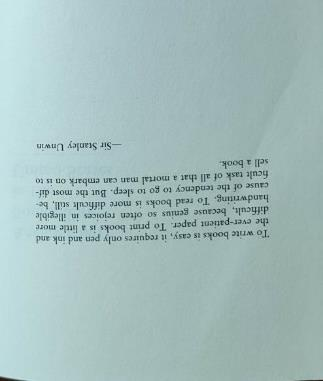 To write books is easy, it requires only pen and ink and
the ever-patient paper. To print books is a little more
difficult, because genius so often rejoices in illegible
handwriting. To read books is more difficult still, be-
cause of the tendency to go to sleep. But the most dif-
ficult task of all that a mortal man can embark on is to
sell a book.
—Sir Stanley Unwin